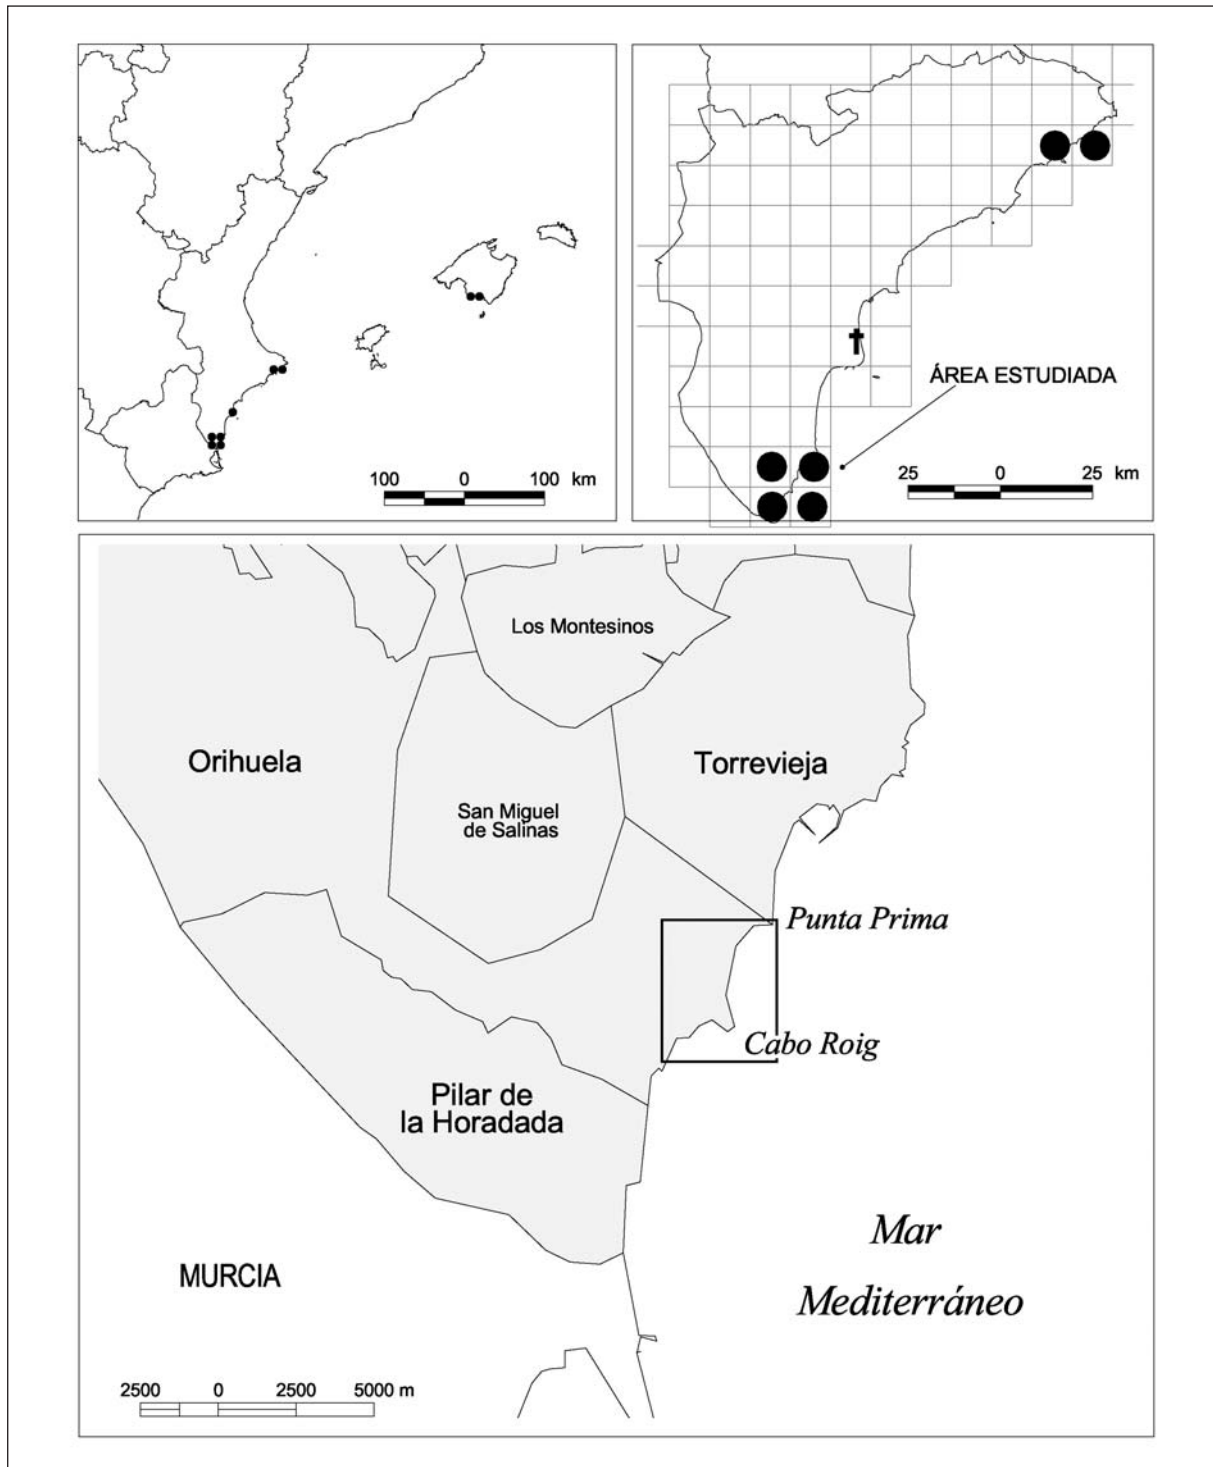 100 0 100 km
ÁREA ESTUDIADA
25 0 25 km
Los Montesinos
Orihuela
Torrevieja
San Miguel
de Salinas
Punta Prima
Cabo Roig
Pilar de
la Horadada
Mar
Mediterráneo
MURCIA
2500 0 2500 5000 m